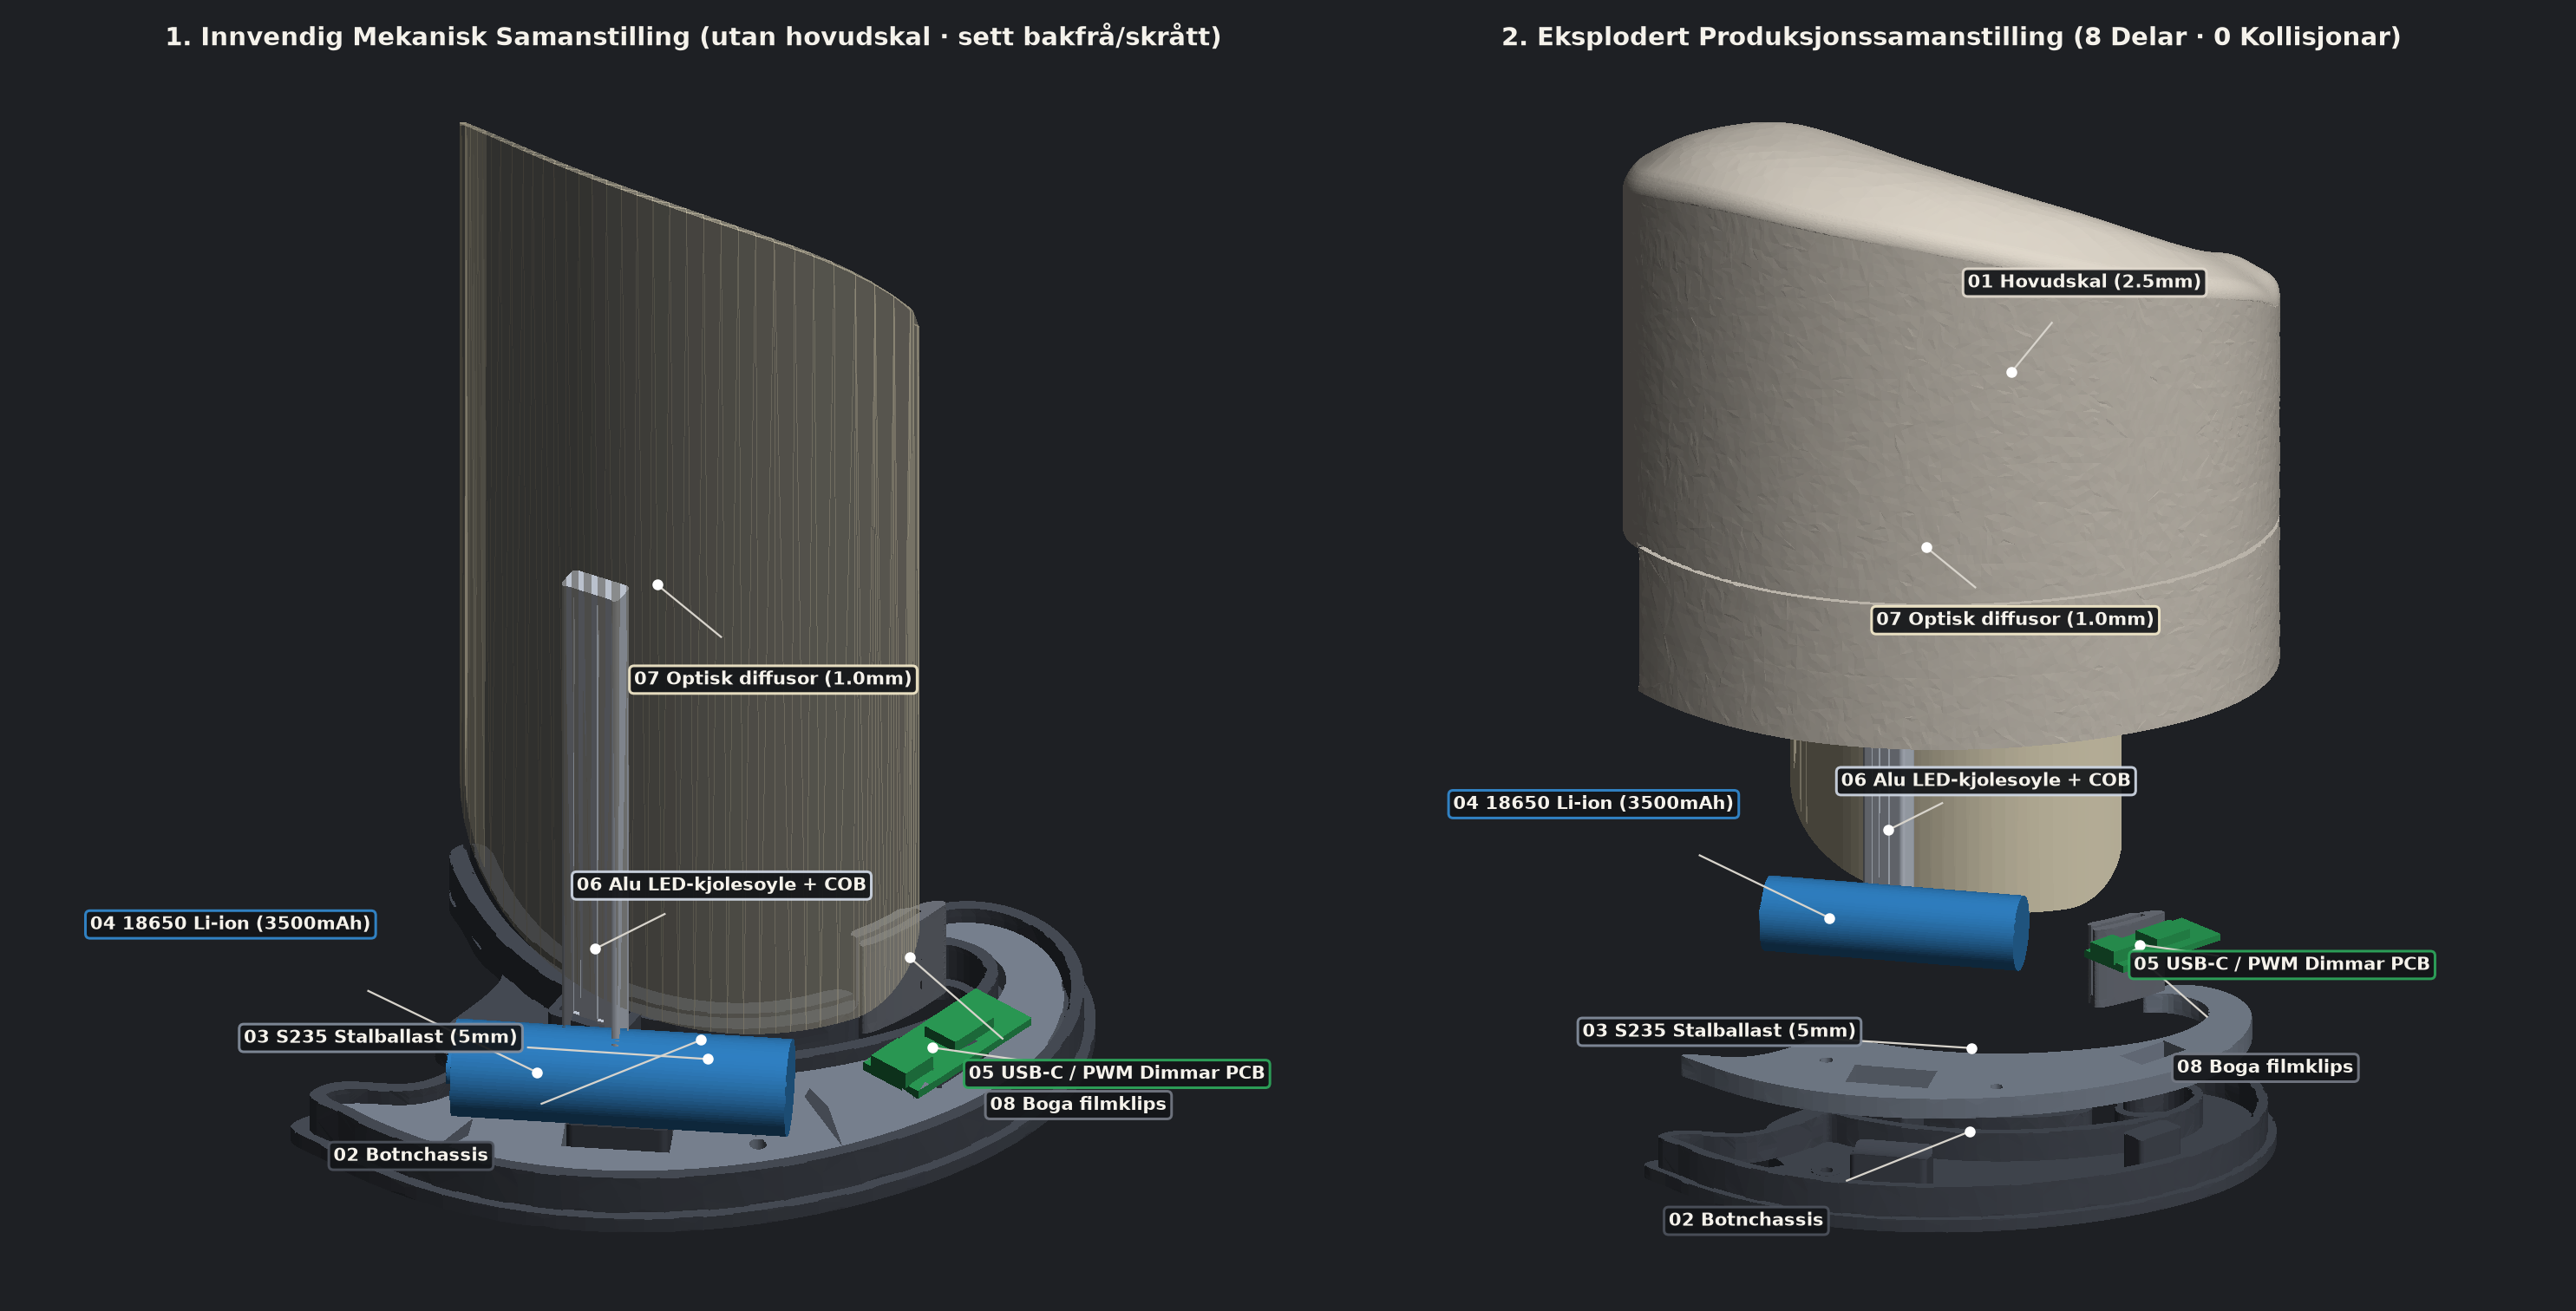 1. Innvendig Mekanisk Samanstilling (utan hovudskal · sett bakfrå/skrått)
07 Optisk diffusor (1.0mm)
06 Alu LED-kjolesoyle + COB
04 18650 Li-ion (3500mAh)
03 S235 Stalballast (5mm)
05 USB-C / PWM Dimmar PCB
08 Boga filmklips
02 Botnchassis
2. Eksplodert Produksjonssamanstilling (8 Delar · 0 Kollisjonar)
01 Hovudskal (2.5mm)
07 Optisk diffusor (1.0mm)
06 Alu LED-kjolesoyle + COB
04 18650 Li-ion (3500mAh)
05 USB-C / PWM Dimmar PCB
03 S235 Stalballast (5mm)
08 Boga filmklips
02 Botnchassis